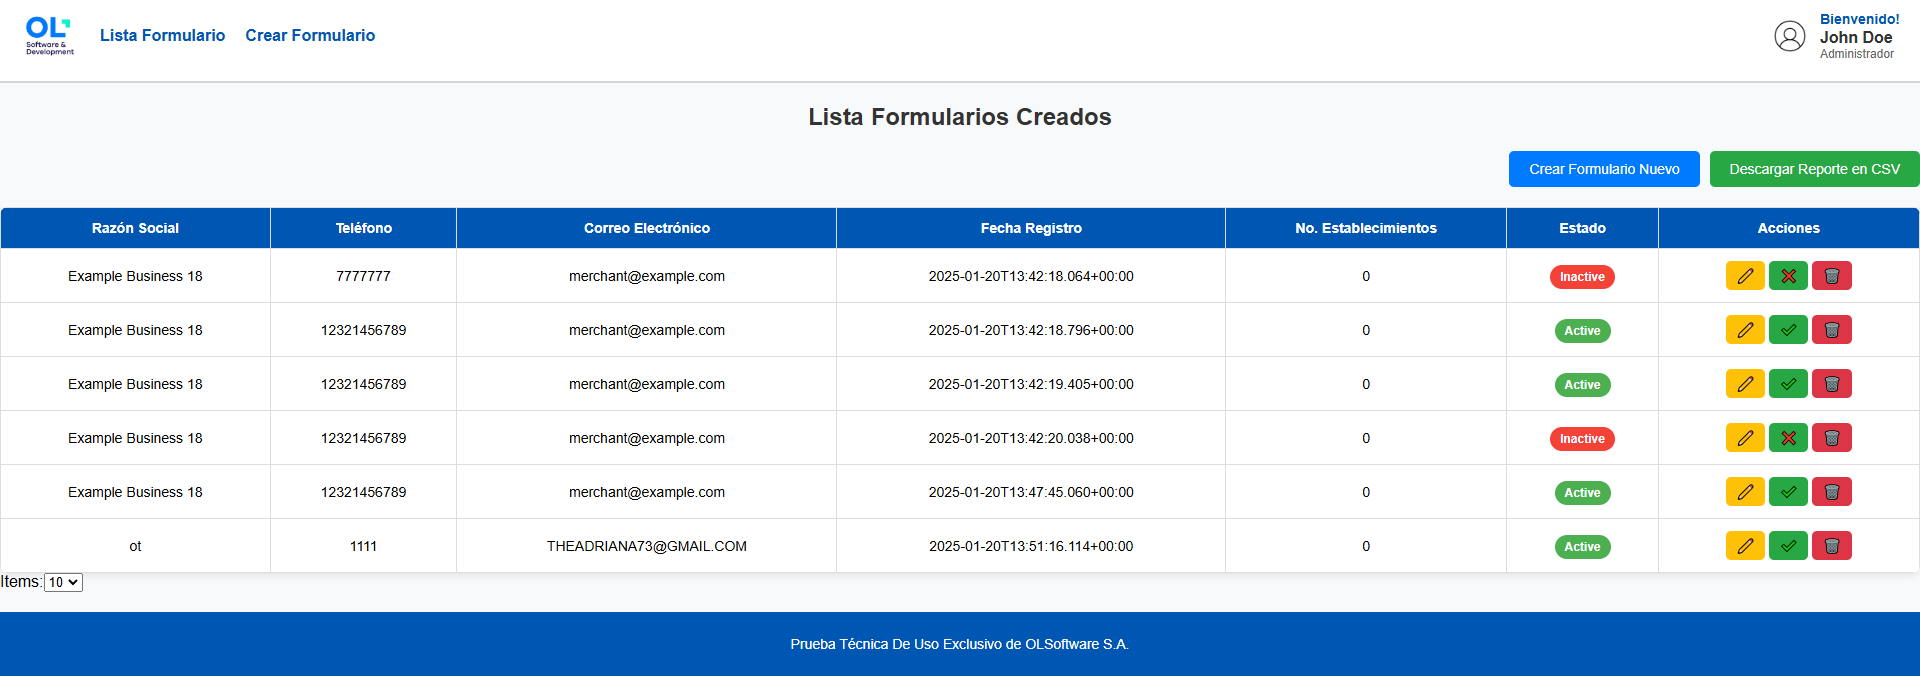 OL
Software &
Development
Lista Formulario Crear Formulario
Bienvenido!
John Doe
Administrador
Lista Formularios Creados
Crear Formulario Nuevo Descargar Reporte en CSV
Razón Social Teléfono Correo Electrónico Fecha Registro No. Establecimientos Estado Acciones
Example Business 18 7777777 merchant@example.com 2025-01-20T13:42:18.064+00:00 0 Inactive
Example Business 18 12321456789 merchant@example.com 2025-01-20T13:42:18.796+00:00 0 Active
Example Business 18 12321456789 merchant@example.com 2025-01-20T13:42:19.405+00:00 0 Active
Example Business 18 12321456789 merchant@example.com 2025-01-20T13:42:20.038+00:00 0 Inactive
Example Business 18 12321456789 merchant@example.com 2025-01-20T13:47:45.060+00:00 0 Active
ot 1111 THEADRIANA73@GMAIL.COM 2025-01-20T13:51:16.114+00:00 0 Active
Items: 10
Prueba Técnica De Uso Exclusivo de OLSoftware S.A.